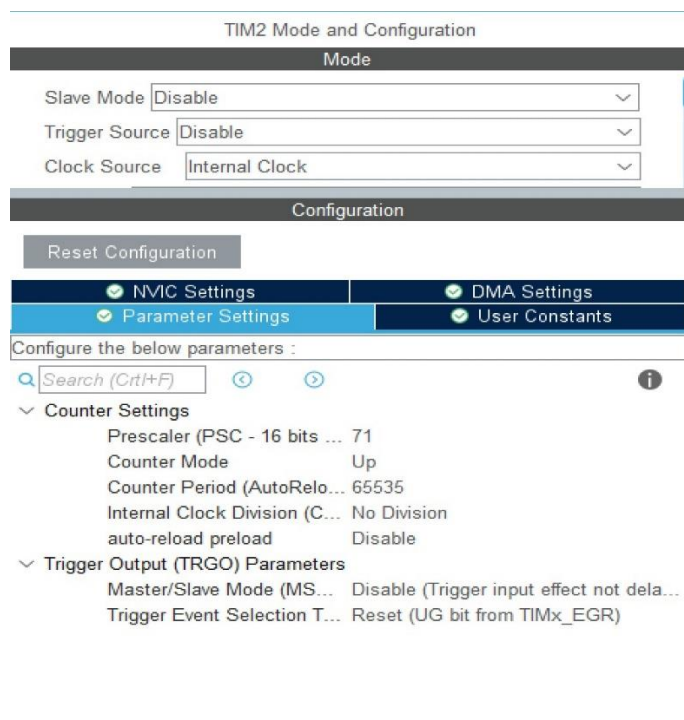 TIM2 Mode and Configuration
Mode
Slave Mode Disable
Trigger Source Disable
Clock Source Internal Clock
Configuration
Reset Configuration
NVIC Settings DMA Settings
Parameter Settings User Constants
Configure the below parameters :
Search (Crtl+F)
Counter Settings
Prescaler (PSC - 16 bits ... 71
Counter Mode Up
Counter Period (AutoRelo... 65535
Internal Clock Division (C... No Division
auto-reload preload Disable
Trigger Output (TRGO) Parameters
Master/Slave Mode (MS... Disable (Trigger input effect not dela...
Trigger Event Selection T... Reset (UG bit from TIMx_EGR)